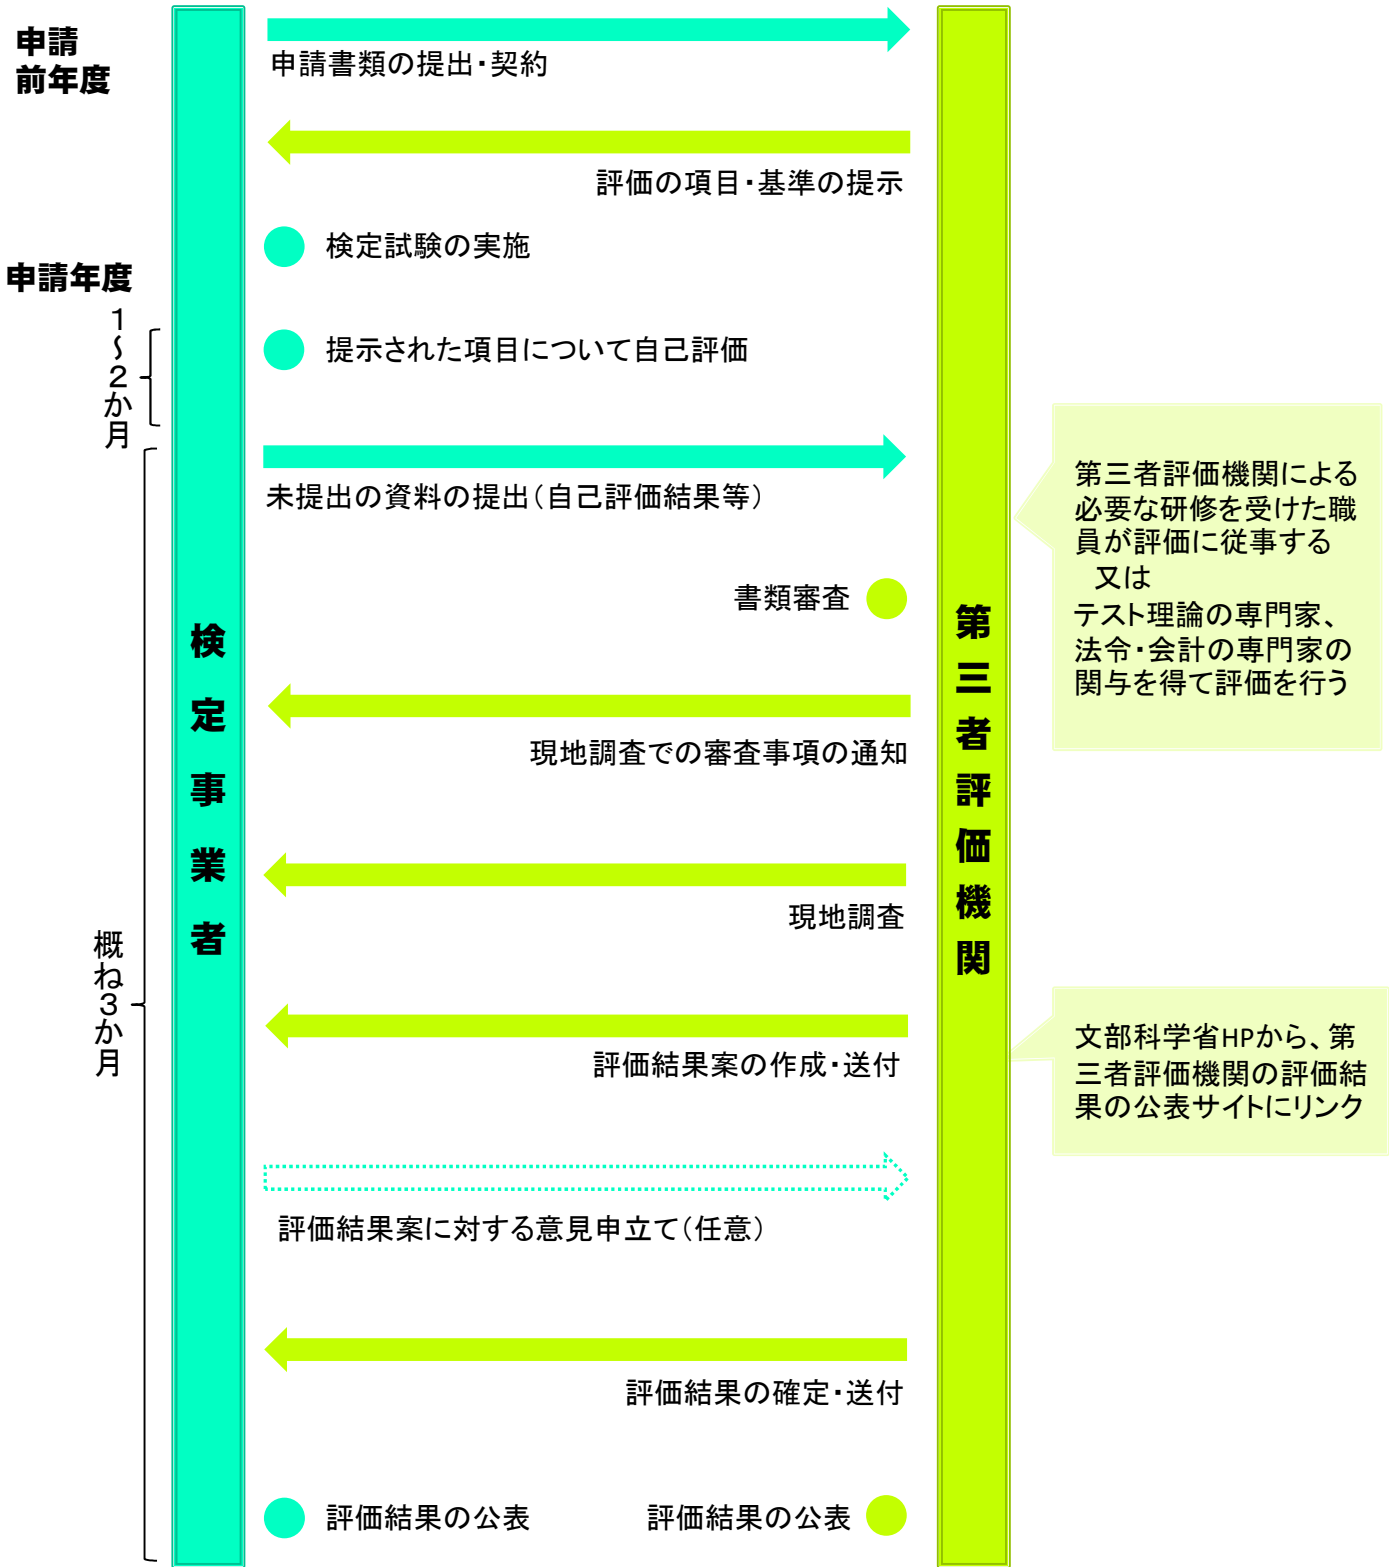 申請
前年度
申請書類の提出・契約
評価の項目・基準の提示
検定試験の実施
申請年度
1～2か月
提示された項目について自己評価
未提出の資料の提出（自己評価結果等）
第三者評価機関による
必要な研修を受けた職
員が評価に従事する
又は
テスト理論の専門家、
法令・会計の専門家の
関与を得て評価を行う
書類審査
検定事業者
第三者評価機関
現地調査での審査事項の通知
現地調査
概ね3か月
評価結果案の作成・送付
文部科学省HPから、第
三者評価機関の評価結
果の公表サイトにリンク
評価結果案に対する意見申立て（任意）
評価結果の確定・送付
評価結果の公表
評価結果の公表